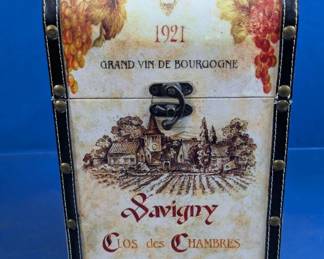 1921
GRAND VIN DE BOURGOGNE
Savigny
CLOS des CHAMBRES